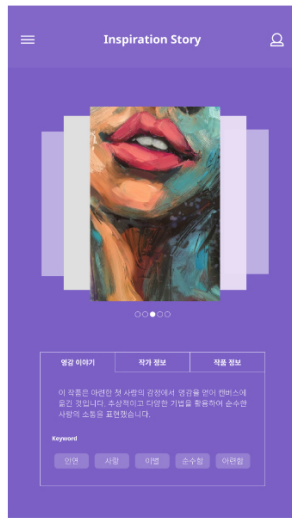 Inspiration Story
영감 이야기
작가 정보
작품 정보
이 작품은 아련한 첫 사랑의 감정에서 영감을 얻어 캔버스에
옮긴 것입니다. 추상적이고 다양한 기법을 활용하여 순수한
사랑의 소통을 표현했습니다.
Keyword
인연
사랑
이별
순수함
아련함